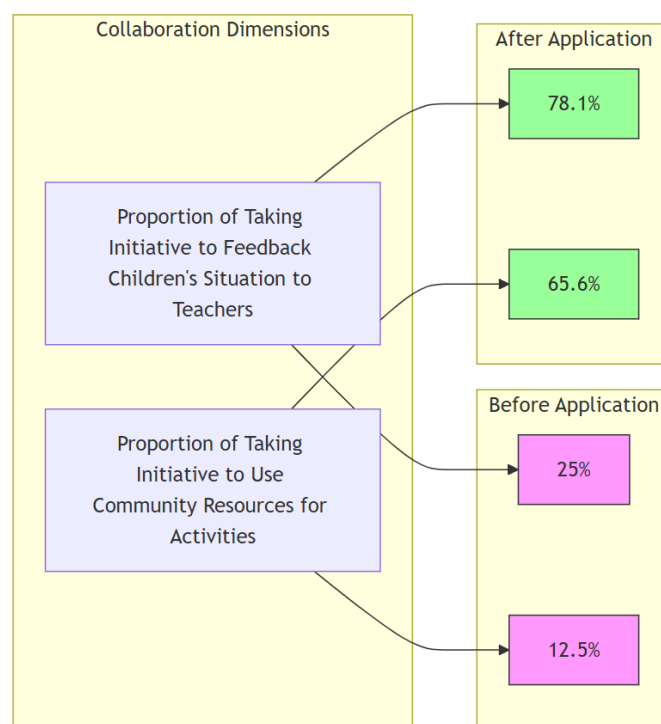 Collaboration Dimensions
Proportion of Taking
Initiative to Feedback
Children's Situation to
Teachers
Proportion of Taking
Initiative to Use
Community Resources for
Activities
After Application
78.1%
65.6%
Before Application
25%
12.5%